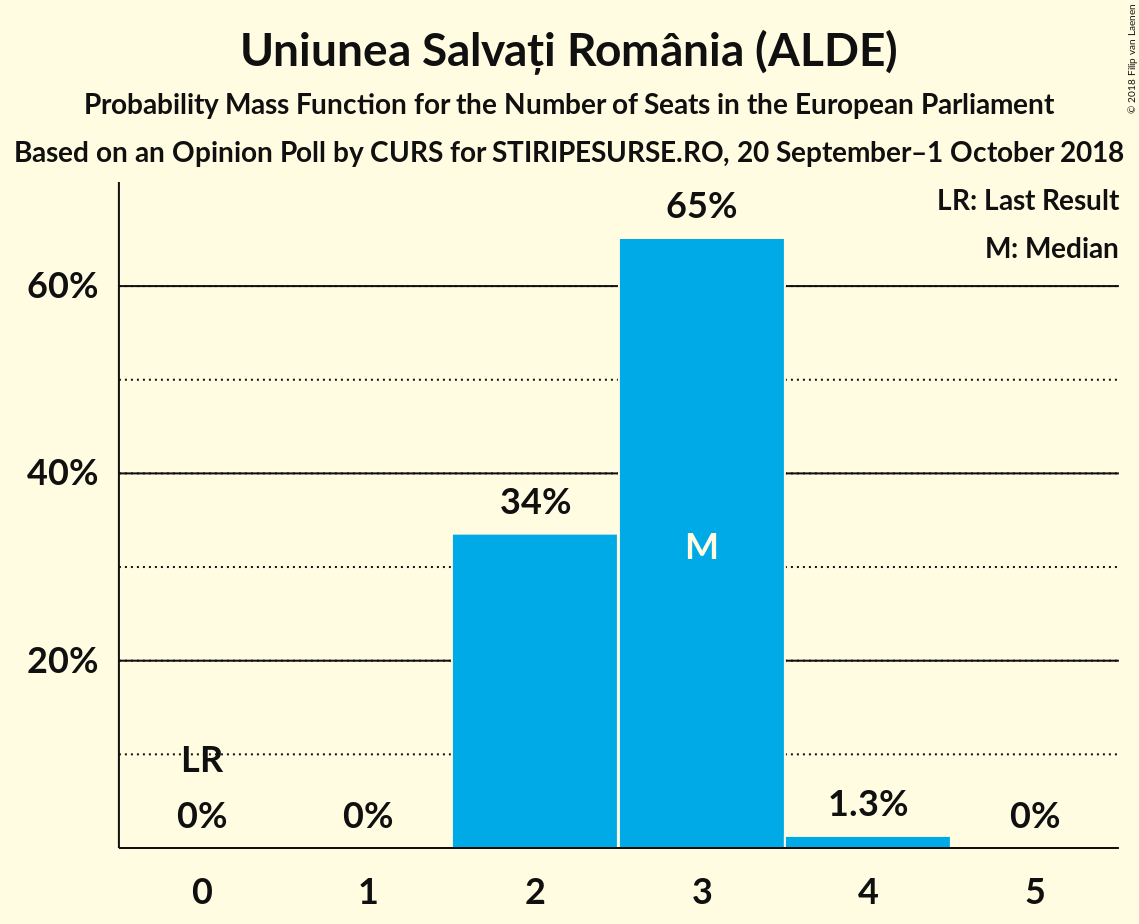 Uniunea Salvați România (ALDE)
Probability Mass Function for the Number of Seats in the European Parliament
Based on an Opinion Poll by CURS for STIRIPESURSE.RO, 20 September–1 October 2018
© 2018 Filip van Laenen
LR: Last Result
M: Median
65%
60%
40%
34%
M
20%
LR
0%
0%
1.3%
0%
0 1 2 3 4 5